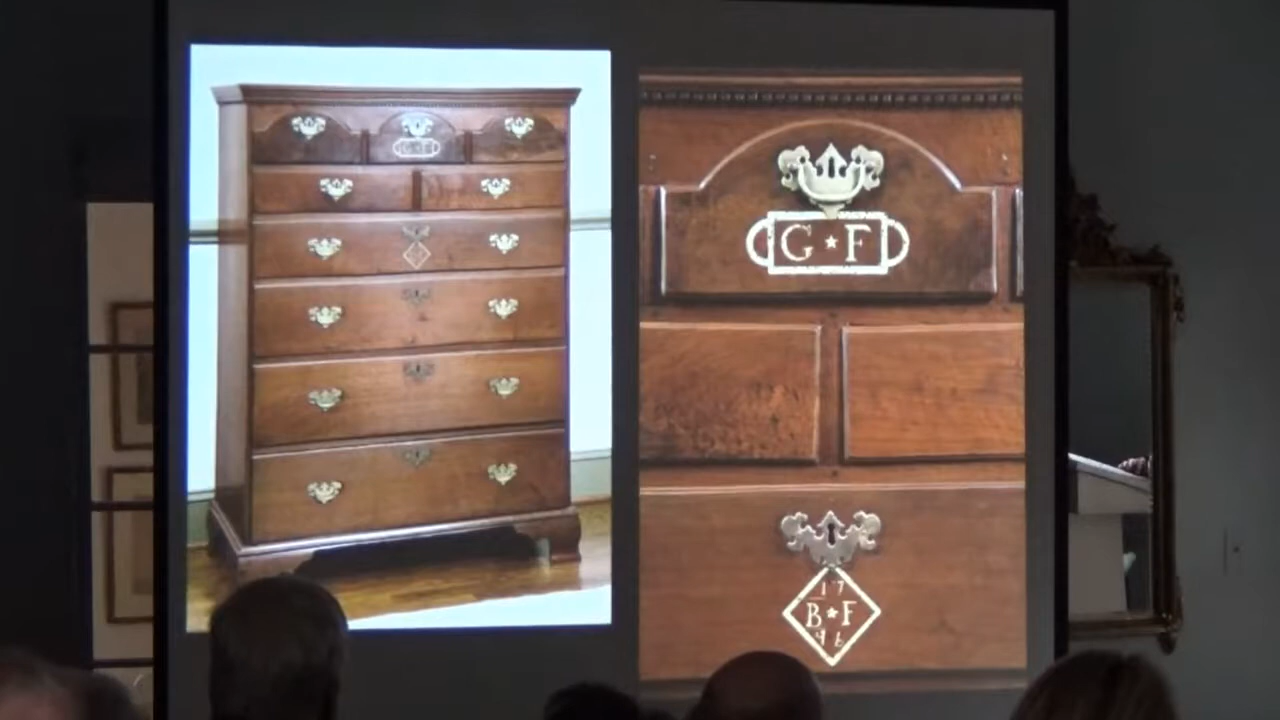 G ★ F
G ★ F
17
B ★ F
96